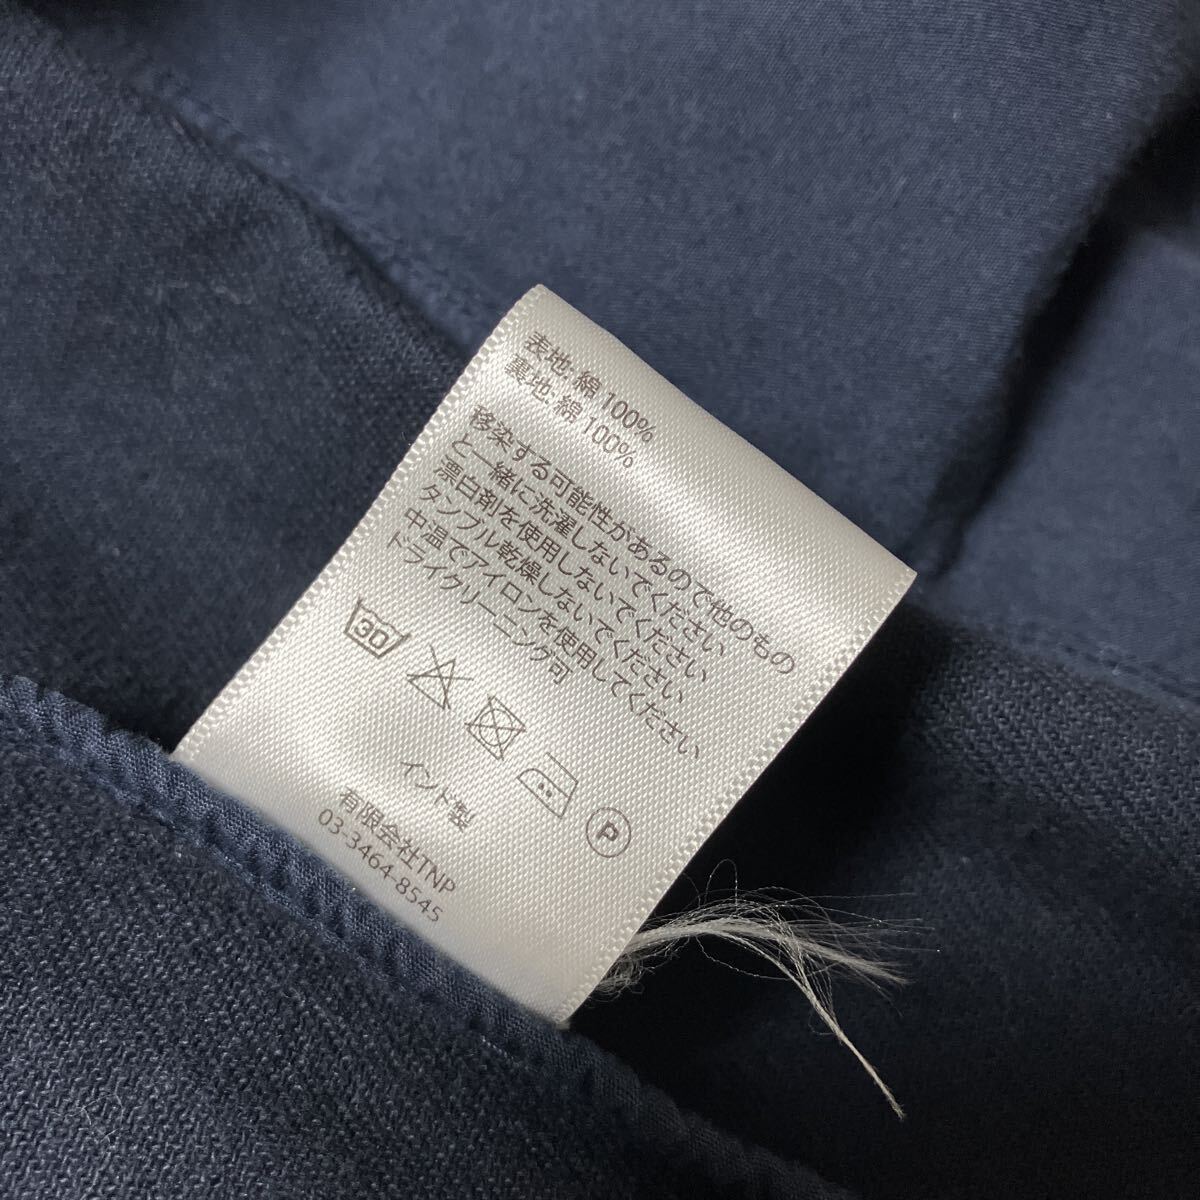 表地: 綿 100%
裏地: 綿 100%
移染する可能性があるので他のもの
と一緒に洗濯しないでください
漂白剤を使用しないでください
タンブル乾燥しないでください
中温でアイロンを使用してください
ドライクリーニング可
30
P
インド製
有限会社TNP
03-3464-8545